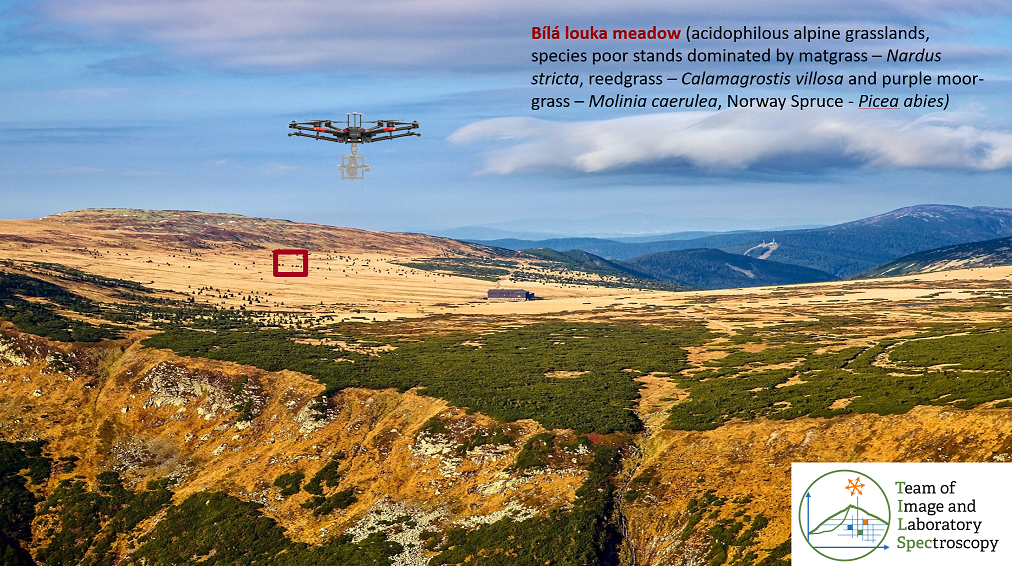 Bílá louka meadow (acidophilous alpine grasslands,
species poor stands dominated by matgrass – Nardus
stricta, reedgrass – Calamagrostis villosa and purple moor-
grass – Molinia caerulea, Norway Spruce - Picea abies)
Team of
Image and
Laboratory
Spectroscopy